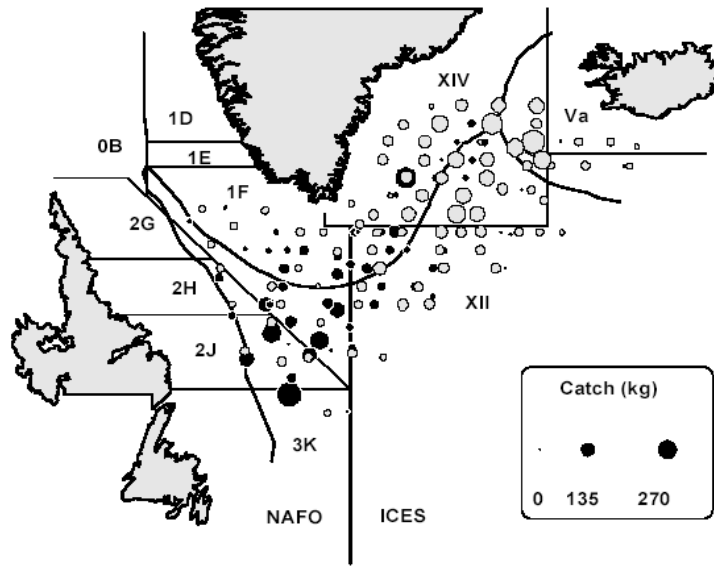 XIV
Va
1D
0B
1E
1F
2G
2H
XII
2J
3K
NAFO
ICES
Catch (kg)
0 135 270